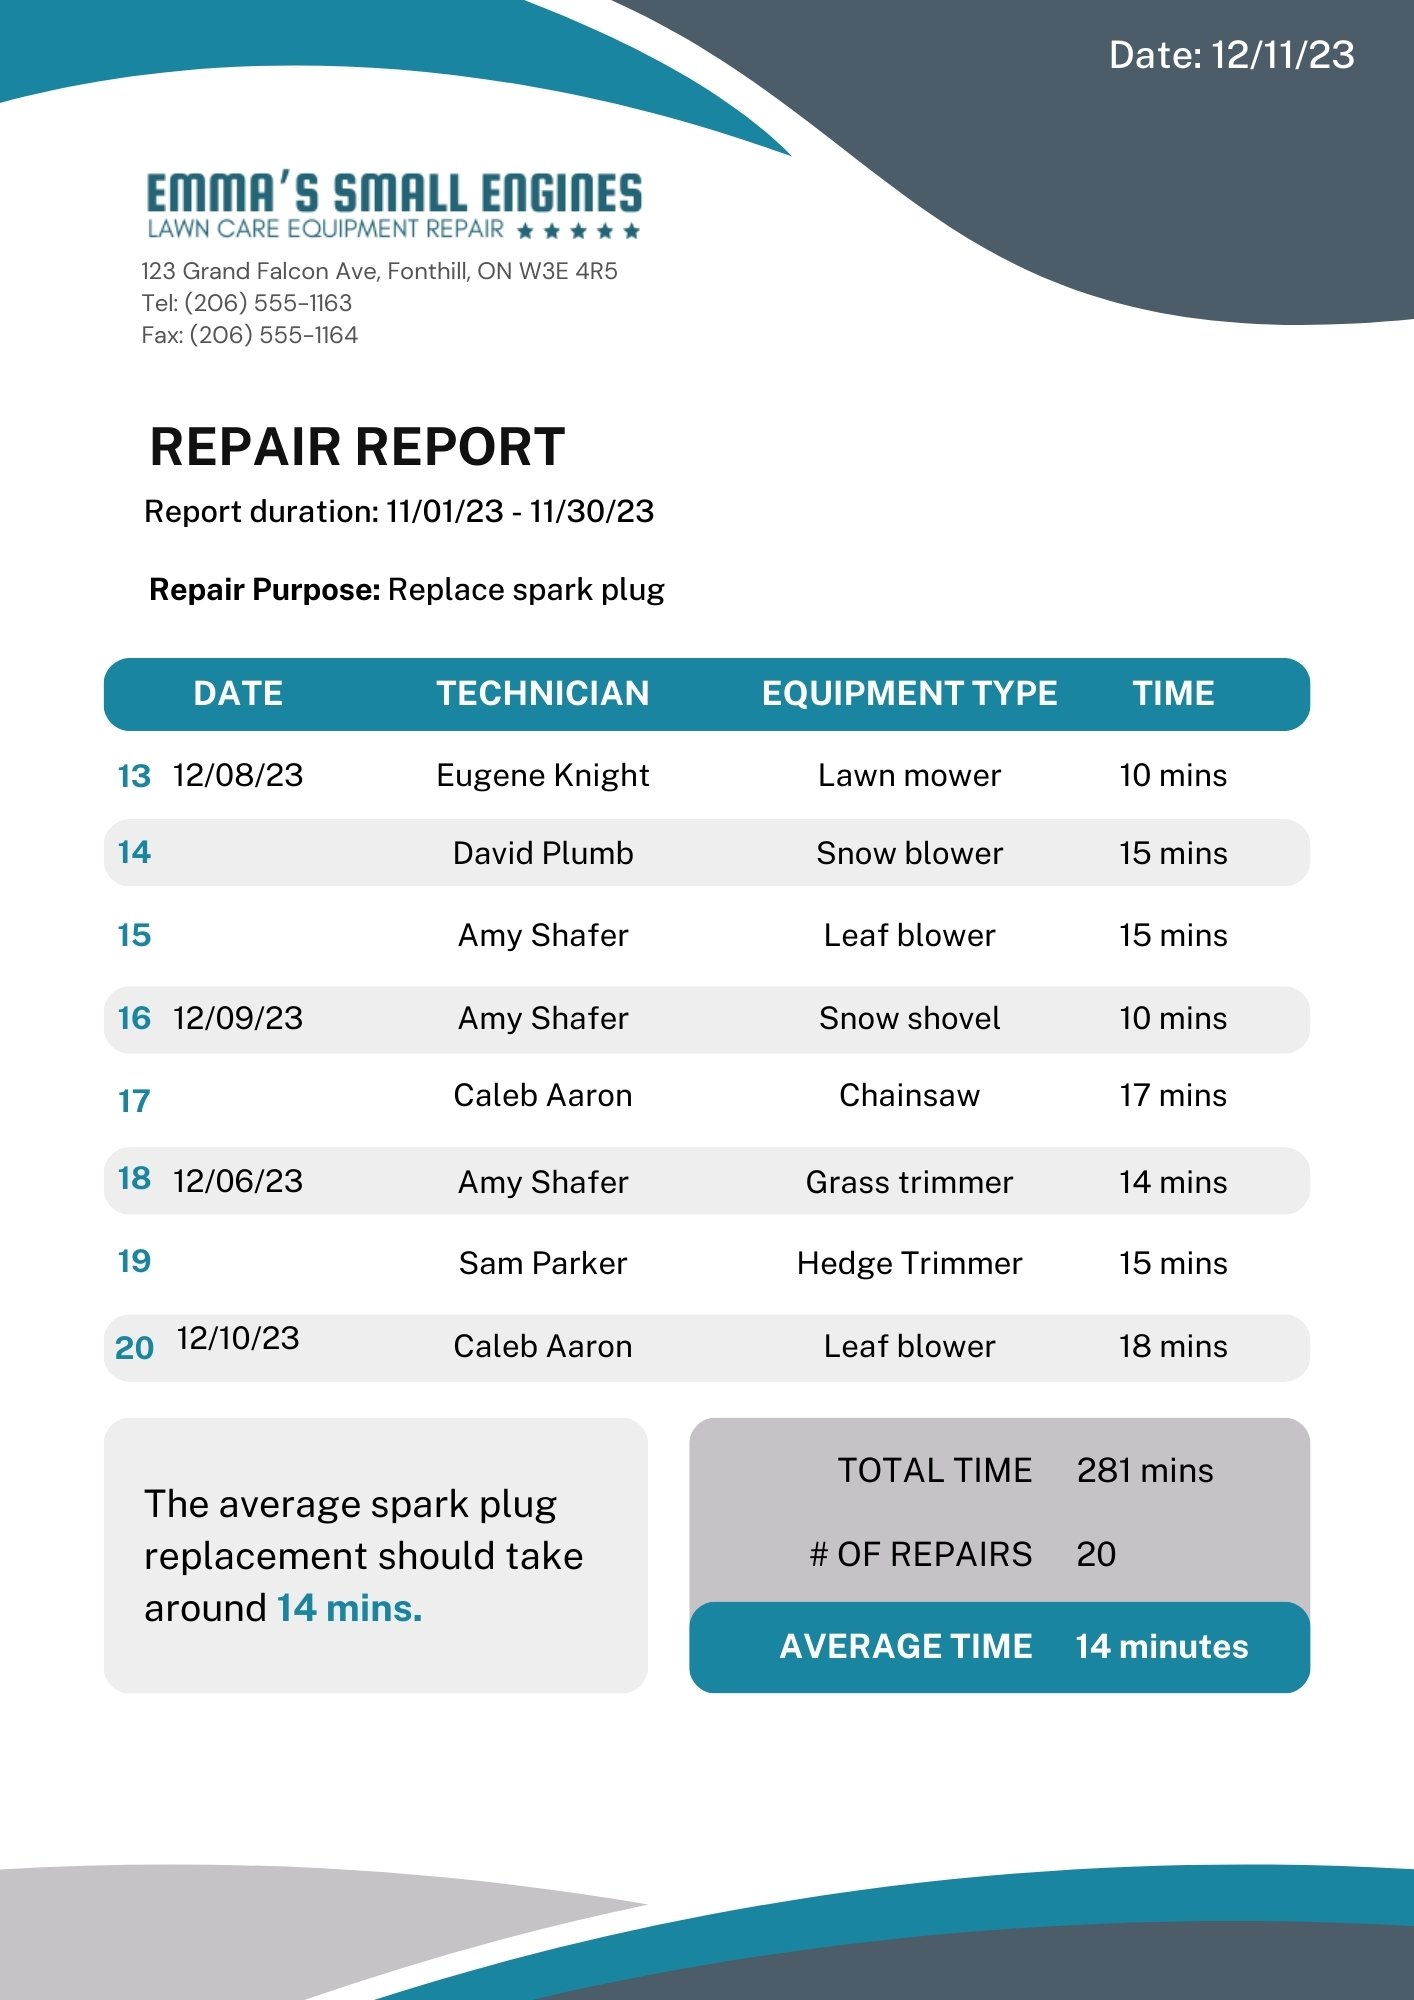 Date: 12/11/23
EMMA'S SMALL ENGINES
LAWN CARE EQUIPMENT REPAIR ★★★★★
123 Grand Falcon Ave, Fonthill, ON W3E 4R5
Tel: (206) 555-1163
Fax: (206) 555-1164
REPAIR REPORT
Report duration: 11/01/23 - 11/30/23
Repair Purpose: Replace spark plug
DATE TECHNICIAN EQUIPMENT TYPE TIME
13 12/08/23 Eugene Knight Lawn mower 10 mins
14 David Plumb Snow blower 15 mins
15 Amy Shafer Leaf blower 15 mins
16 12/09/23 Amy Shafer Snow shovel 10 mins
17 Caleb Aaron Chainsaw 17 mins
18 12/06/23 Amy Shafer Grass trimmer 14 mins
19 Sam Parker Hedge Trimmer 15 mins
20 12/10/23 Caleb Aaron Leaf blower 18 mins
The average spark plug
replacement should take
around 14 mins.
TOTAL TIME 281 mins
# OF REPAIRS 20
AVERAGE TIME 14 minutes